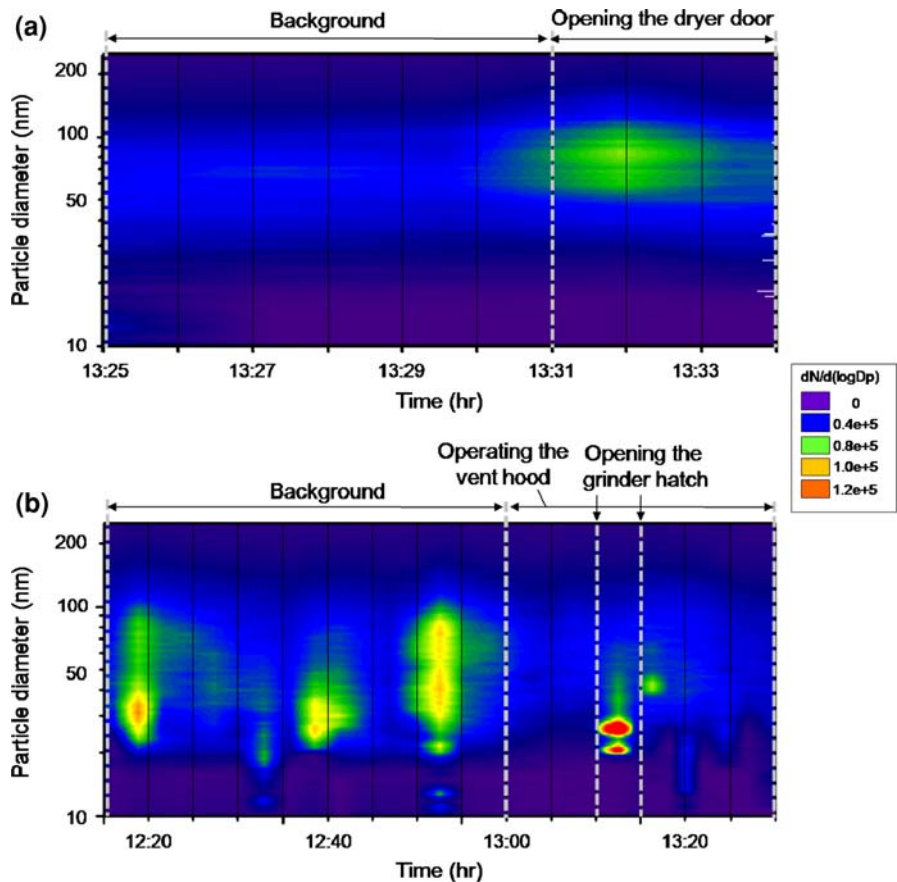 (a)
Background
Opening the dryer door
Particle diameter (nm)
200
100
50
10
13:25 13:27 13:29 13:31 13:33
Time (hr)
dN/d(logDp)
0
0.4e+5
0.8e+5
1.0e+5
1.2e+5
(b)
Background
Operating the
vent hood
Opening the
grinder hatch
Particle diameter (nm)
200
100
50
10
12:20 12:40 13:00 13:20
Time (hr)